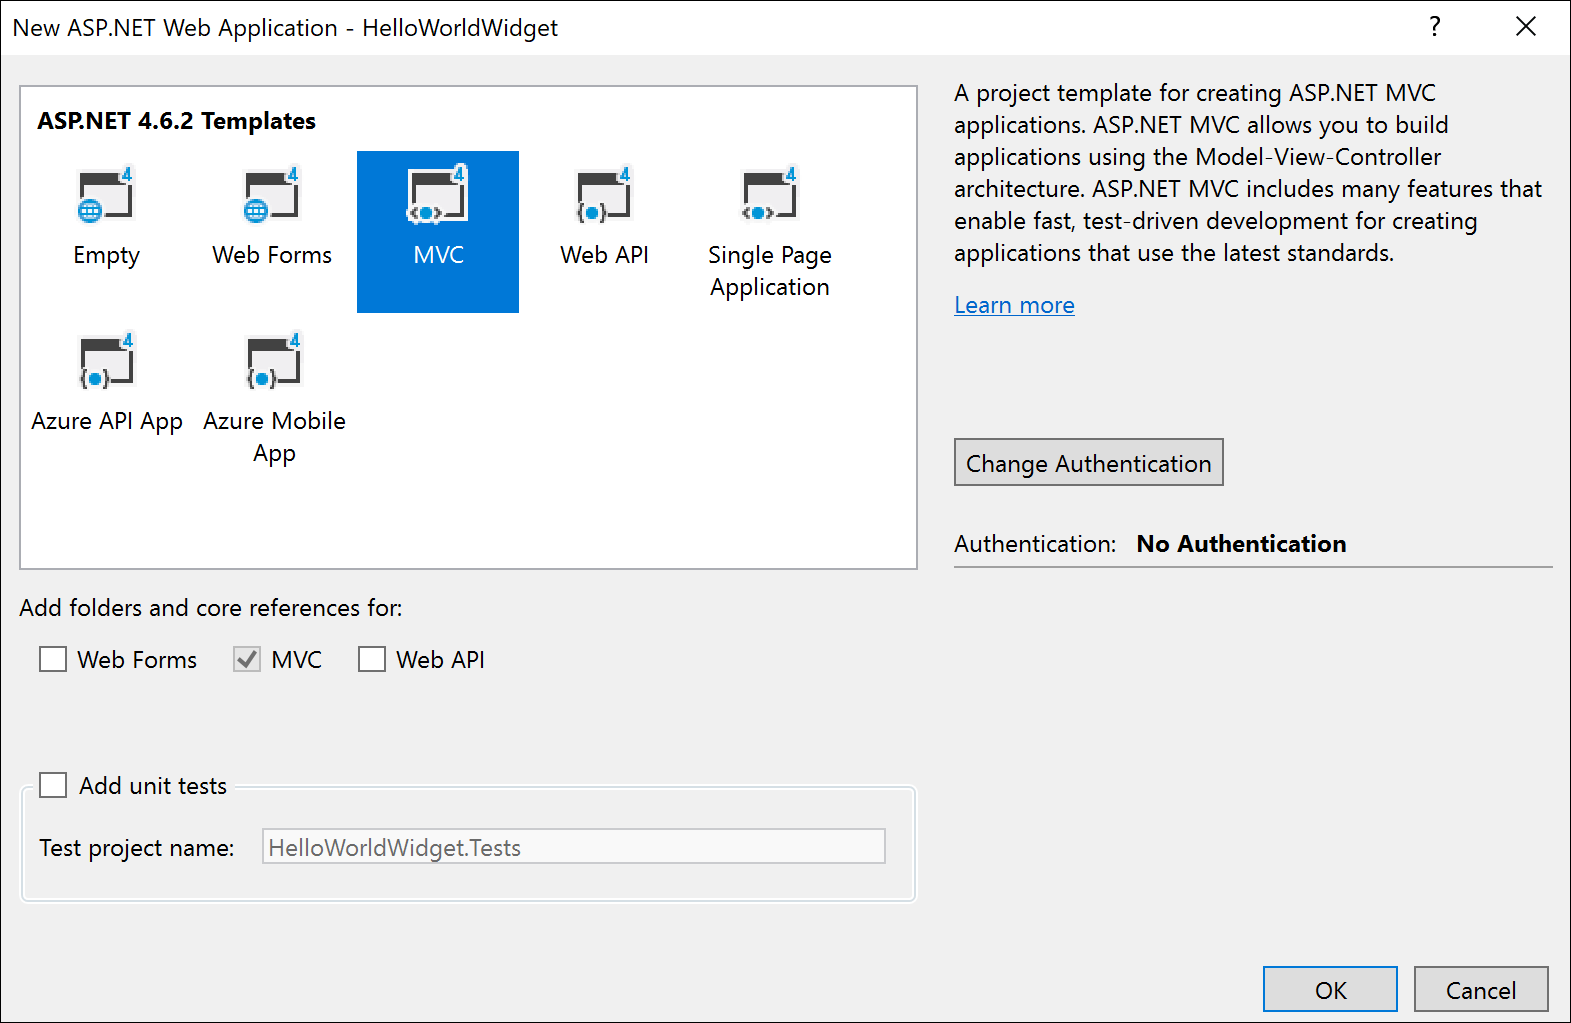 New ASP.NET Web Application - HelloWorldWidget
?
ASP.NET 4.6.2 Templates
4 4 4 4 4
Empty Web Forms MVC Web API Single Page
Application
4 4
Azure API App Azure Mobile
App
A project template for creating ASP.NET MVC
applications. ASP.NET MVC allows you to build
applications using the Model-View-Controller
architecture. ASP.NET MVC includes many features that
enable fast, test-driven development for creating
applications that use the latest standards.
Learn more
Change Authentication
Authentication: No Authentication
Add folders and core references for:
Web Forms MVC Web API
Add unit tests
Test project name: HelloWorldWidget.Tests
OK Cancel